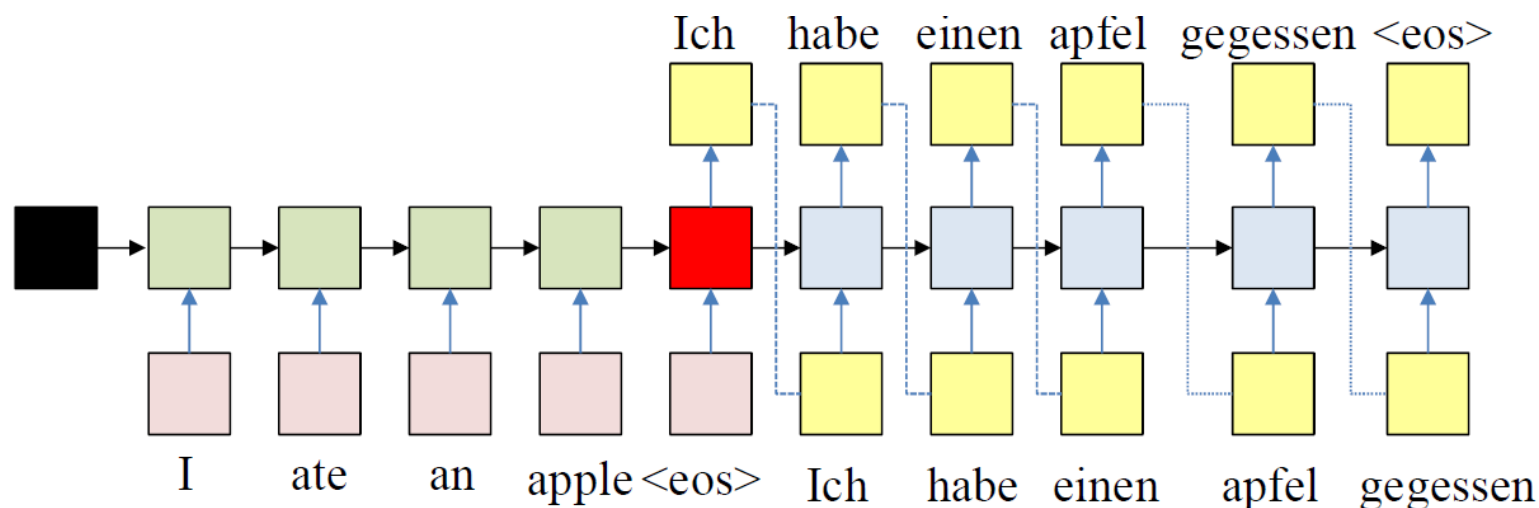 Ich habe einen apfel gegessen <eos>
I ate an apple <eos> Ich habe einen apfel gegessen